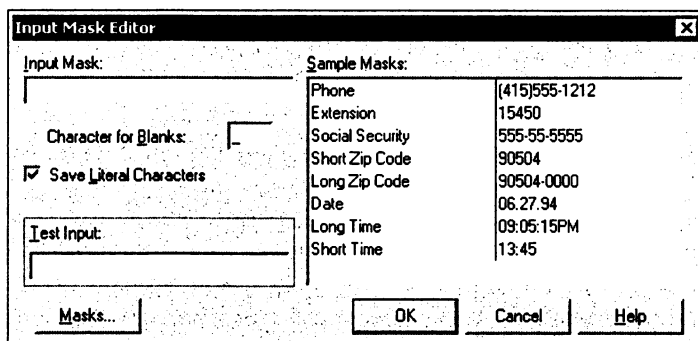 Input Mask Editor
Input Mask:
Character for Blanks: _
Save Literal Characters
Test Input:
Masks...
Sample Masks:
Phone (415)555-1212
Extension 15450
Social Security 555-55-5555
Short Zip Code 90504
Long Zip Code 90504-0000
Date 06.27.94
Long Time 09:05:15PM
Short Time 13:45
OK Cancel Help